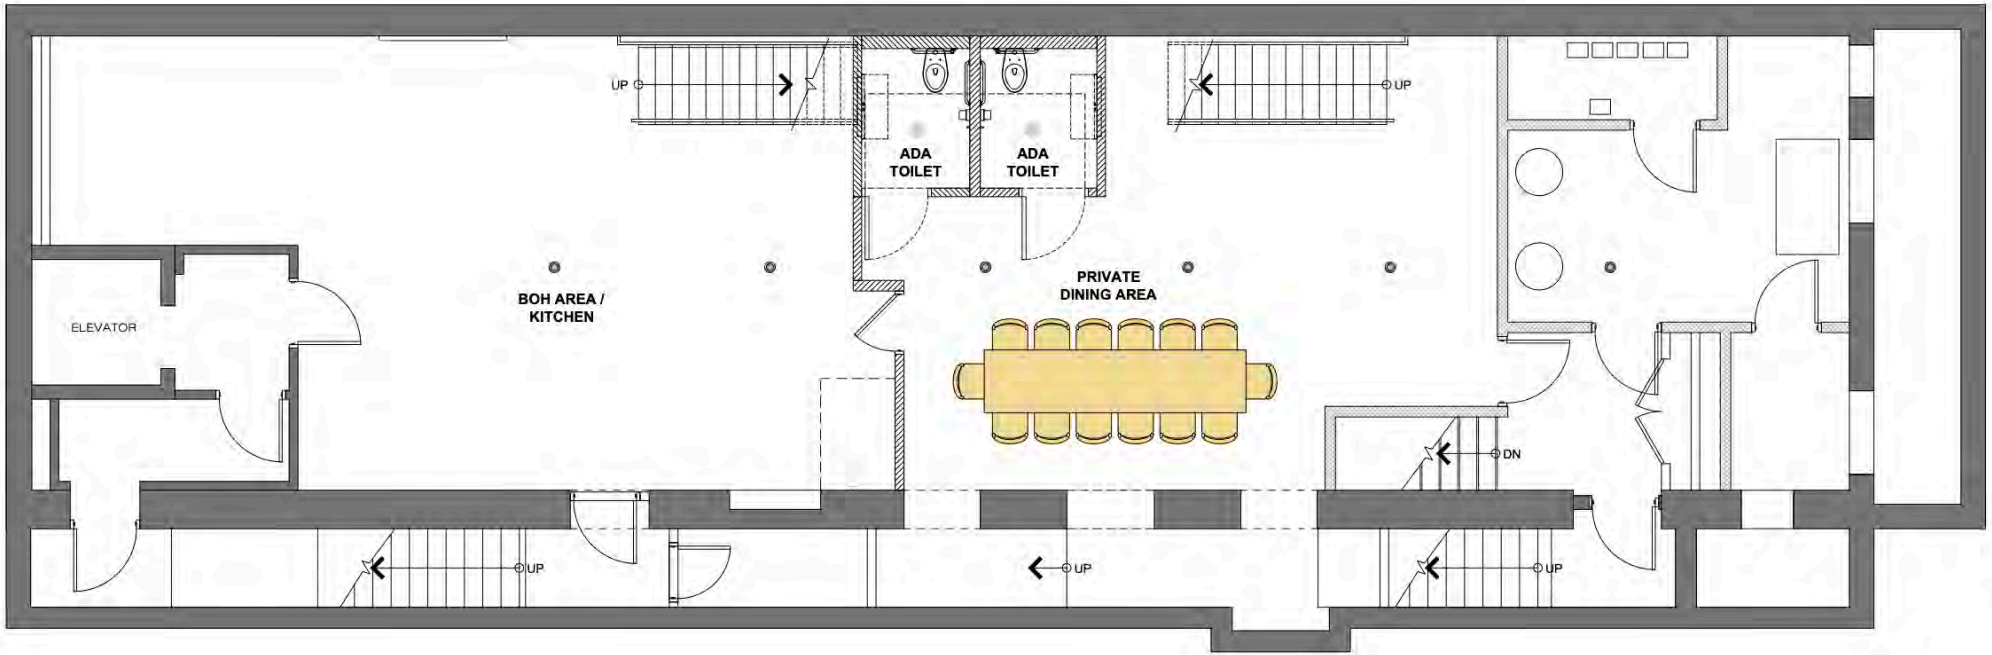 UP
UP
ADA
TOILET
ADA
TOILET
BOH AREA /
KITCHEN
PRIVATE
DINING AREA
ELEVATOR
DN
UP
UP
UP